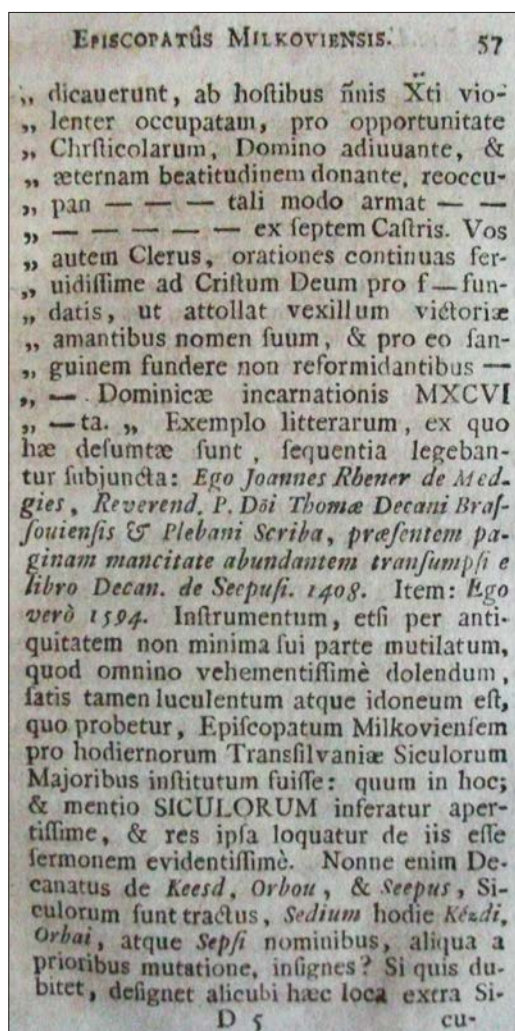 EPISCOPATÛS MILKOVIENSIS. 57
„ dicauerunt, ab hoſtibus n̄nis Ẍti vio-
„ lenter occupatam, pro opportunitate
„ Chrſticolarum, Domino adiuuante, &
„ æternam beatitudinem donante, reoccu-
„ pan — — — tali modo armat — —
„ — — — — — ex ſeptem Caſtris. Vos
„ autem Clerus, orationes continuas fer-
„ uidiſſime ad Criſtum Deum pro f — fun-
„ datis, ut attollat vexillum victoriæ
„ amantibus nomen ſuum, & pro eo ſan-
„ guinem fundere non reformidantibus —
„ — Dominicæ incarnationis MXCVI
„ — ta. „ Exemplo litterarum, ex quo
hæ deſumtæ ſunt, ſequentia legeban-
tur ſubjuncta: Ego Joannes Rhener de Med-
gies, Reverend. P. Dōi Thomæ Decani Braſ-
ſouienſis & Plebani Scriba, præſentem pa-
ginam mancitate abundantem tranſumpſi e
libro Decan. de Seepuſi. 1408. Item: Ego
verò 1594. Inſtrumentum, etſi per anti-
quitatem non minima ſui parte mutilatum,
quod omnino vehementiſſimè dolendum,
ſatis tamen luculentum atque idoneum eſt,
quo probetur, Epiſcopatum Milkovienſem
pro hodiernorum Tranſilvaniæ Siculorum
Majoribus inſtitutum fuiſſe: quum in hoc;
& mentio SICULORUM inferatur aper-
tiſſime, & res ipſa loquatur de iis eſſe
ſermonem evidentiſſimè. Nonne enim De-
canatus de Keesd, Orbou, & Seepus, Si-
culorum ſunt tractus, Sedium hodie Kézdi,
Orbai, atque Sepſi nominibus, aliqua a
prioribus mutatione, inſignes? Si quis du-
bitet, deſignet alicubi hæc loca extra Si-
D 5 cu-